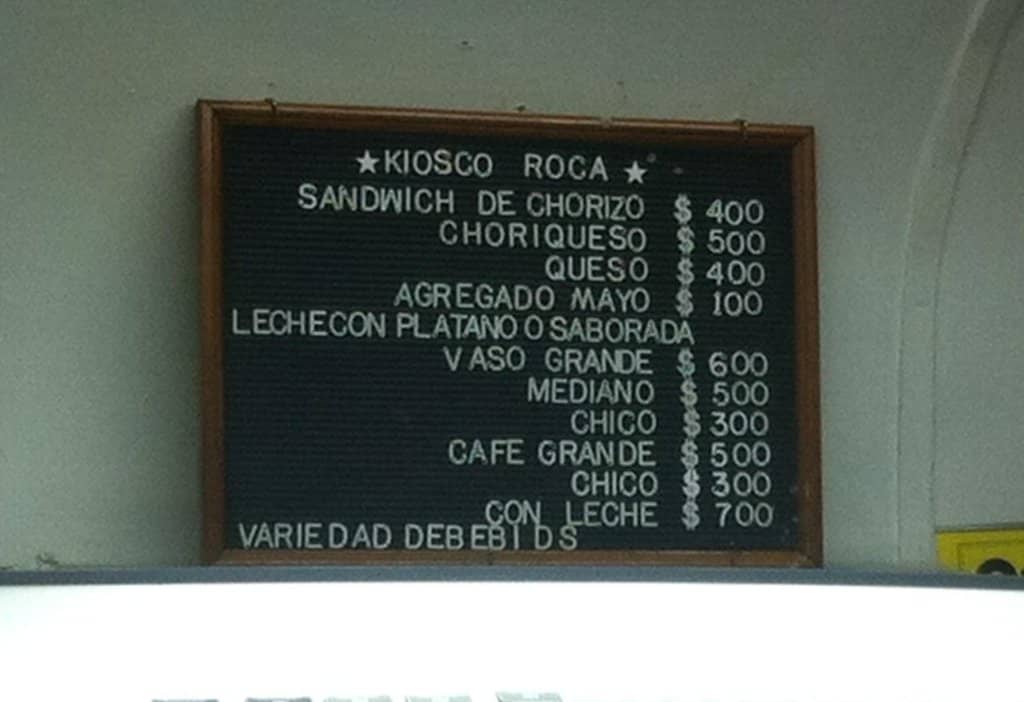 ★KIOSCO ROCA★
SANDWICH DE CHORIZO $ 400
CHORIQUESO $ 500
QUESO $ 400
AGREGADO MAYO $ 100
LECHECON PLATANO O SABORADA
VASO GRANDE $ 600
MEDIANO $ 500
CHICO $ 300
CAFE GRANDE $ 500
CHICO $ 300
CON LECHE $ 700
VARIEDAD DEBEBIDS